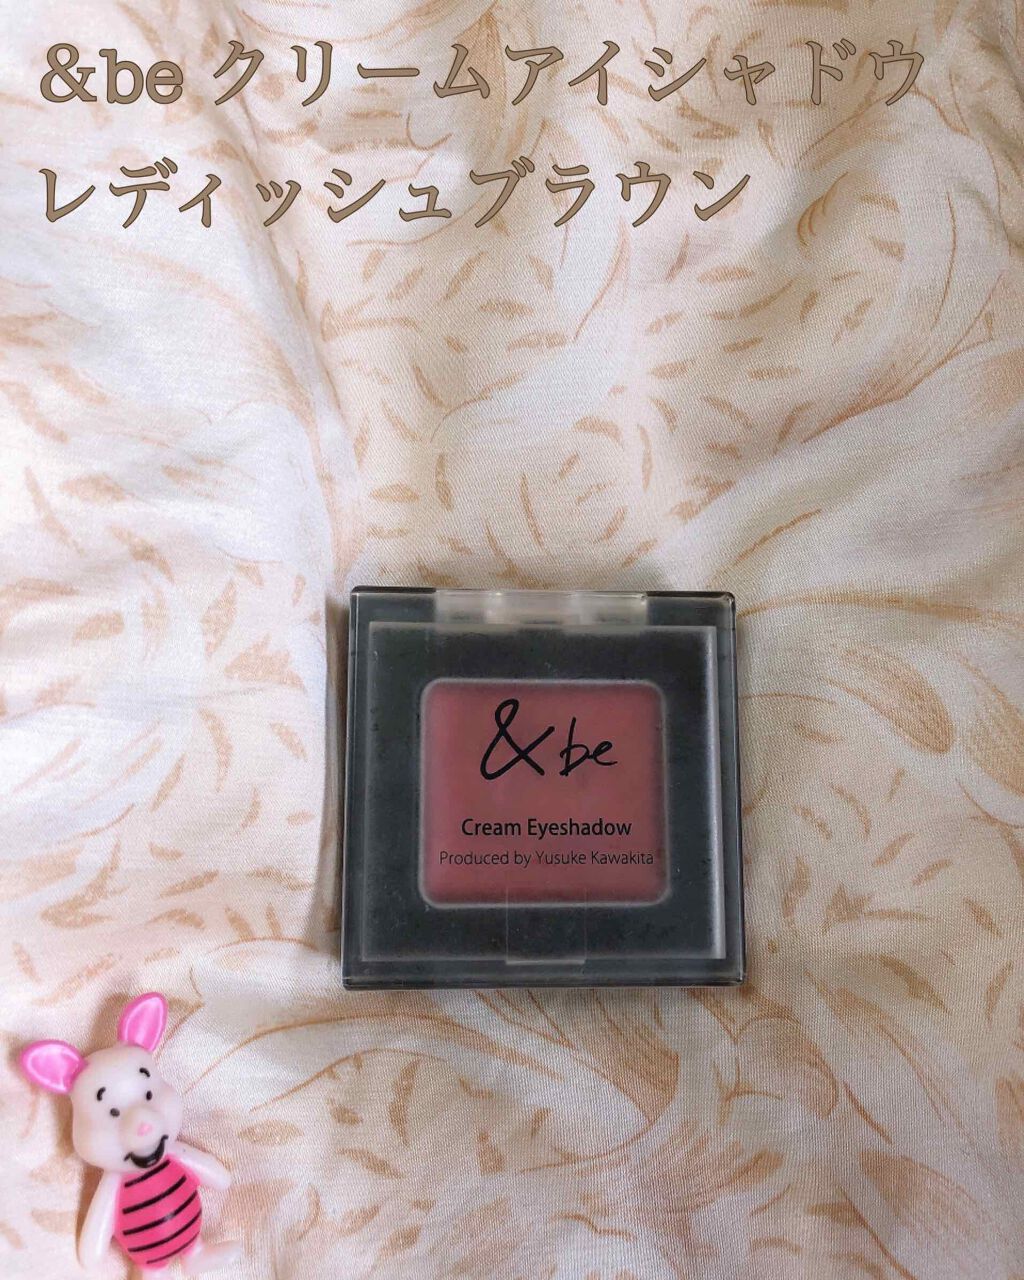 &be クリームアイシャドウ
レディッシュブラウン
&be
Cream Eyeshadow
Produced by Yusuke Kawakita